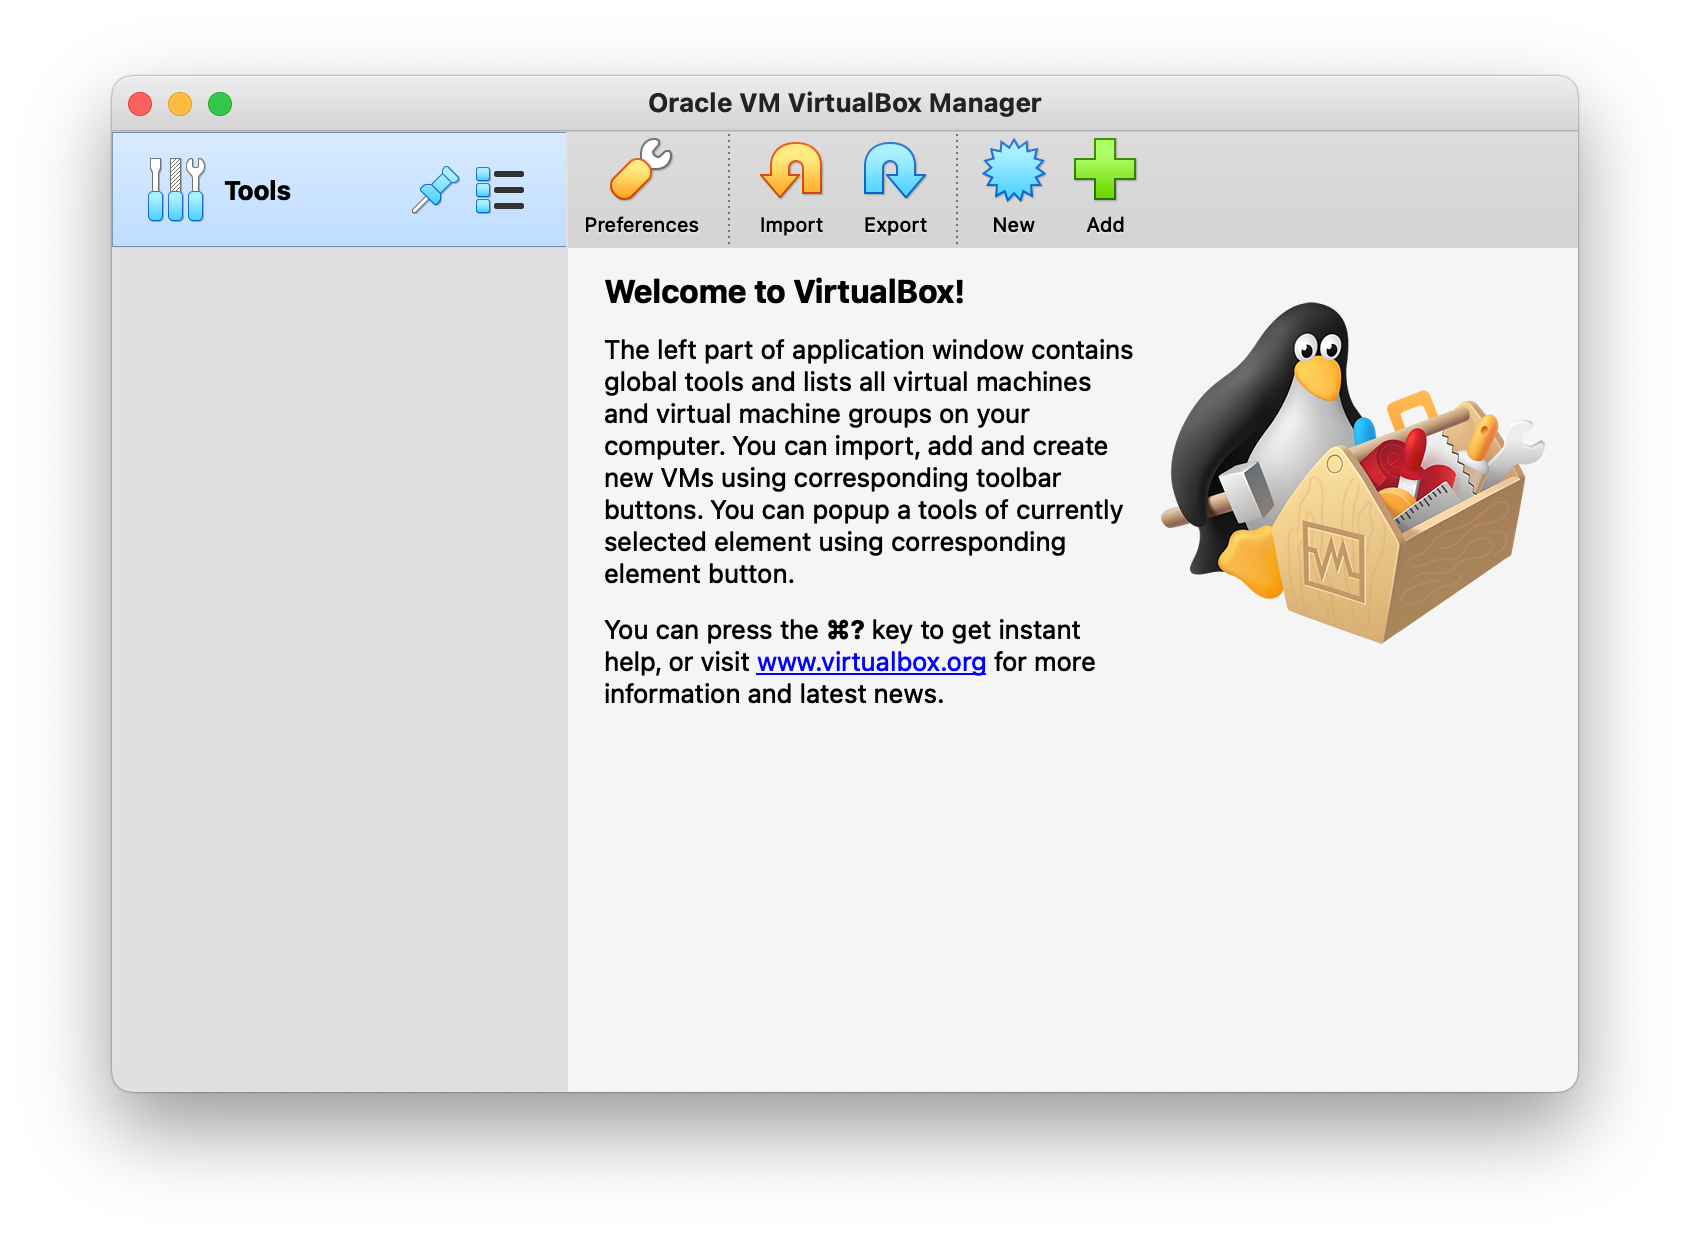 Oracle VM VirtualBox Manager
Tools
Preferences
Import
Export
New
Add
Welcome to VirtualBox!
The left part of application window contains
global tools and lists all virtual machines
and virtual machine groups on your
computer. You can import, add and create
new VMs using corresponding toolbar
buttons. You can popup a tools of currently
selected element using corresponding
element button.
You can press the ⌘? key to get instant
help, or visit www.virtualbox.org for more
information and latest news.